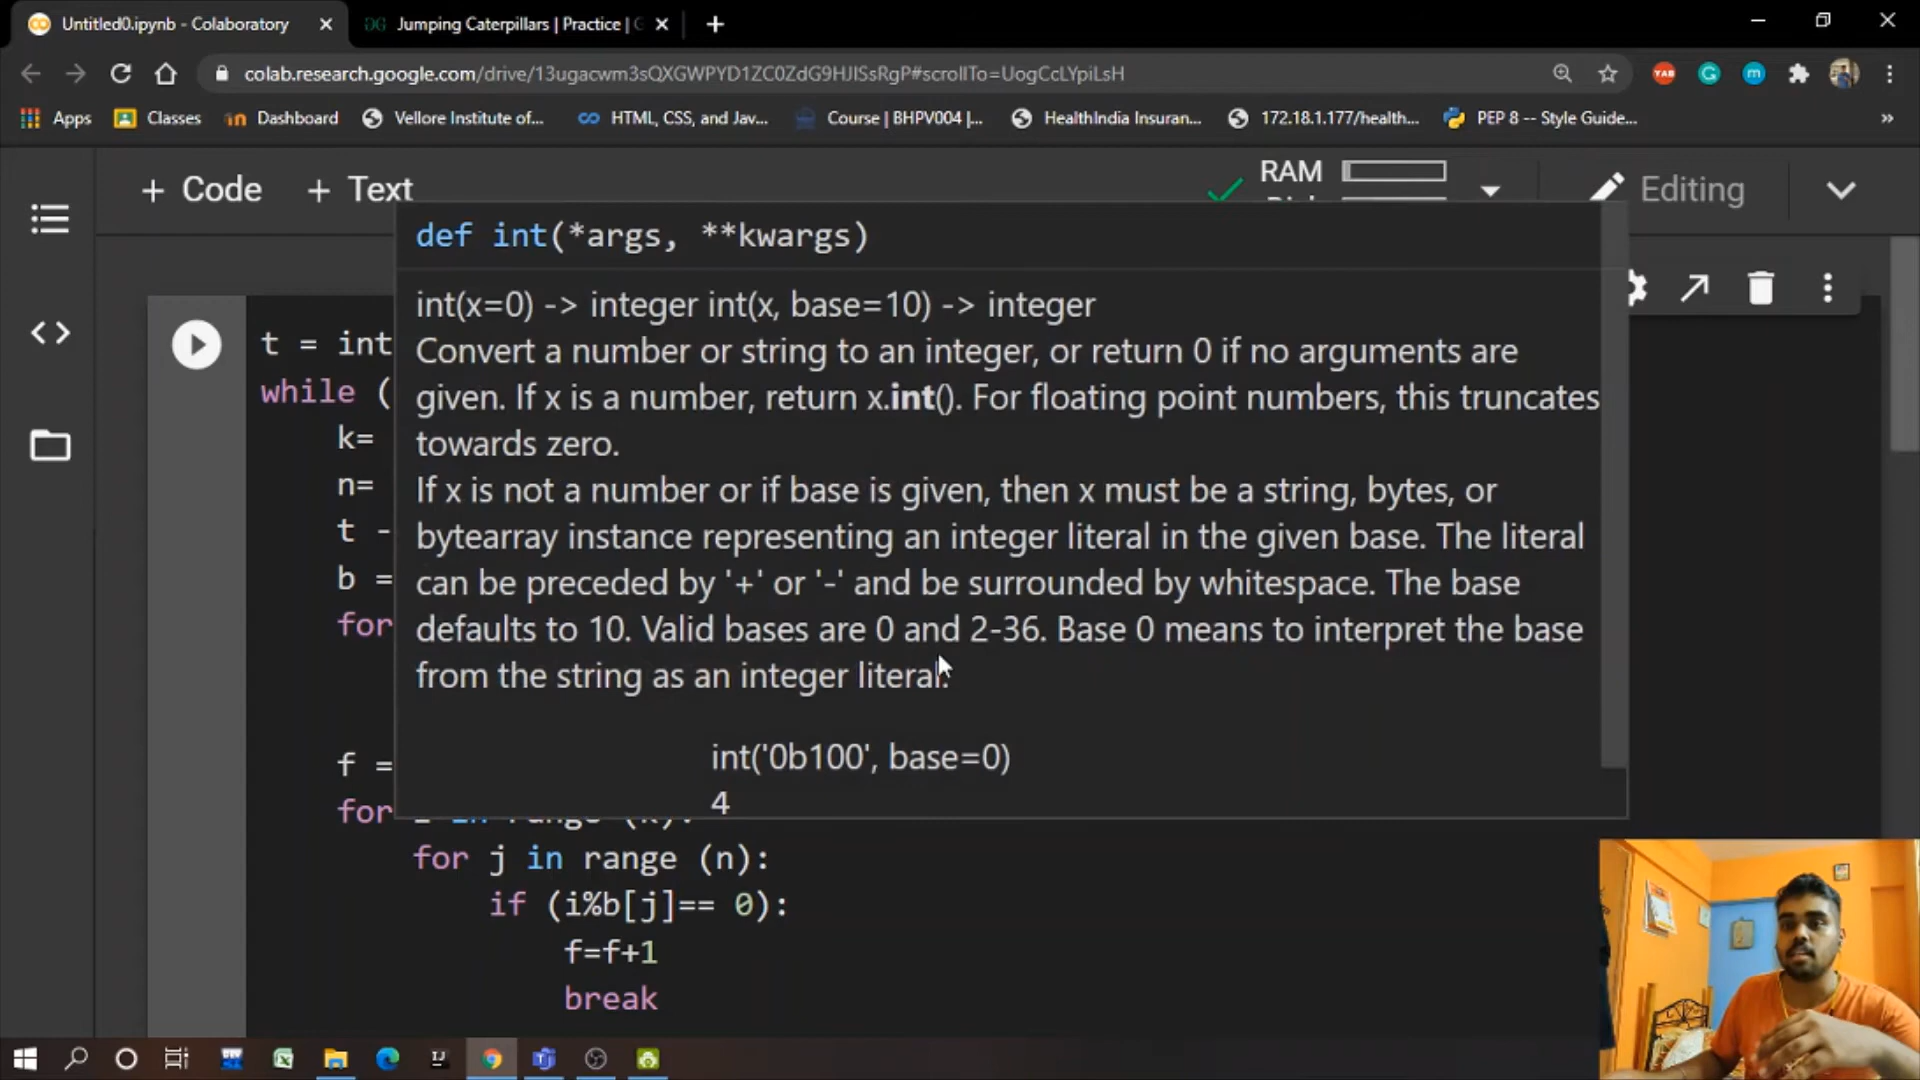 Untitled0.ipynb - Colaboratory
Jumping Caterpillars | Practice | G
colab.research.google.com/drive/13ugacwm3sQXGWPYD1ZC0ZdG9HJISsRgP#scrollTo=UogCcLYpiLsH
Apps
Classes
Dashboard
Vellore Institute of...
HTML, CSS, and Jav...
Course | BHPV004 |...
HealthIndia Insuran...
172.18.1.177/health...
PEP 8 -- Style Guide...
»
+ Code
+ Text
RAM
Editing
def int(*args, **kwargs)
int(x=0) -> integer int(x, base=10) -> integer
Convert a number or string to an integer, or return 0 if no arguments are
given. If x is a number, return x.int(). For floating point numbers, this truncates
towards zero.
If x is not a number or if base is given, then x must be a string, bytes, or
bytearray instance representing an integer literal in the given base. The literal
can be preceded by '+' or '-' and be surrounded by whitespace. The base
defaults to 10. Valid bases are 0 and 2-36. Base 0 means to interpret the base
from the string as an integer literal.
int('0b100', base=0)
4
t = int
while (
k=
n=
t -
b =
for
f =
for i in range (k):
for j in range (n):
if (i%b[j]== 0):
f=f+1
break